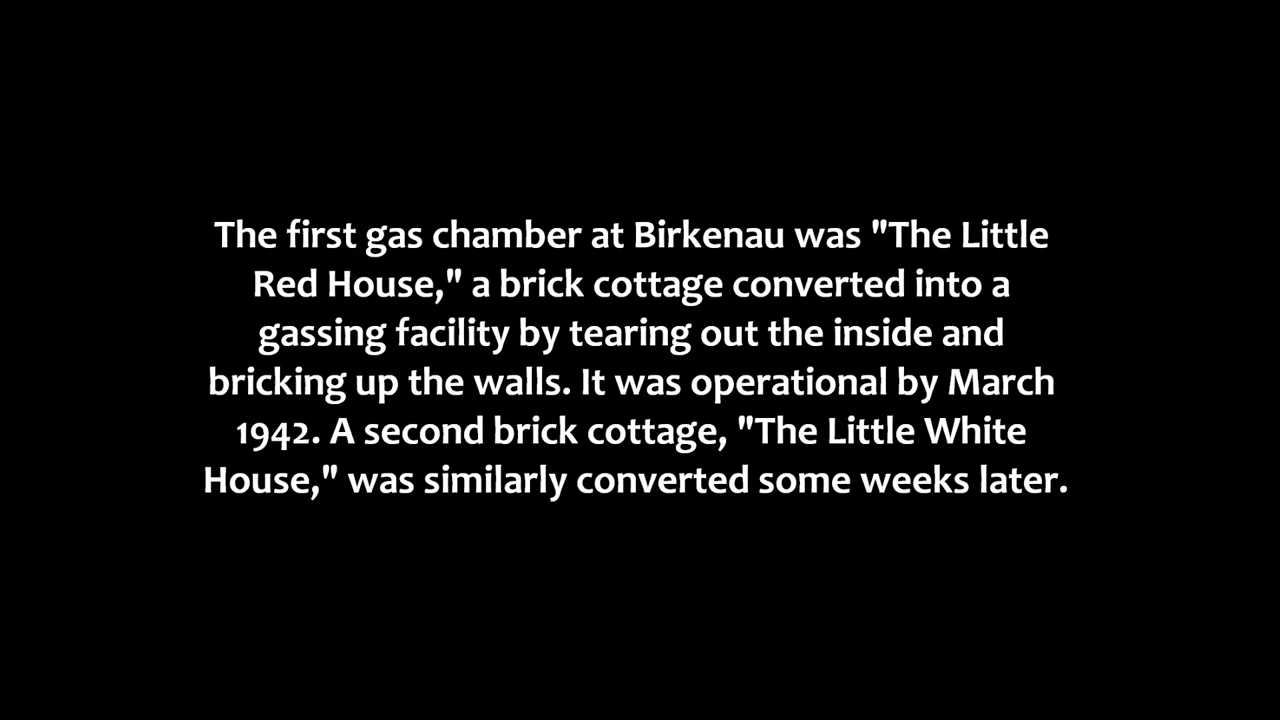 The first gas chamber at Birkenau was "The Little
Red House," a brick cottage converted into a
gassing facility by tearing out the inside and
bricking up the walls. It was operational by March
1942. A second brick cottage, "The Little White
House," was similarly converted some weeks later.